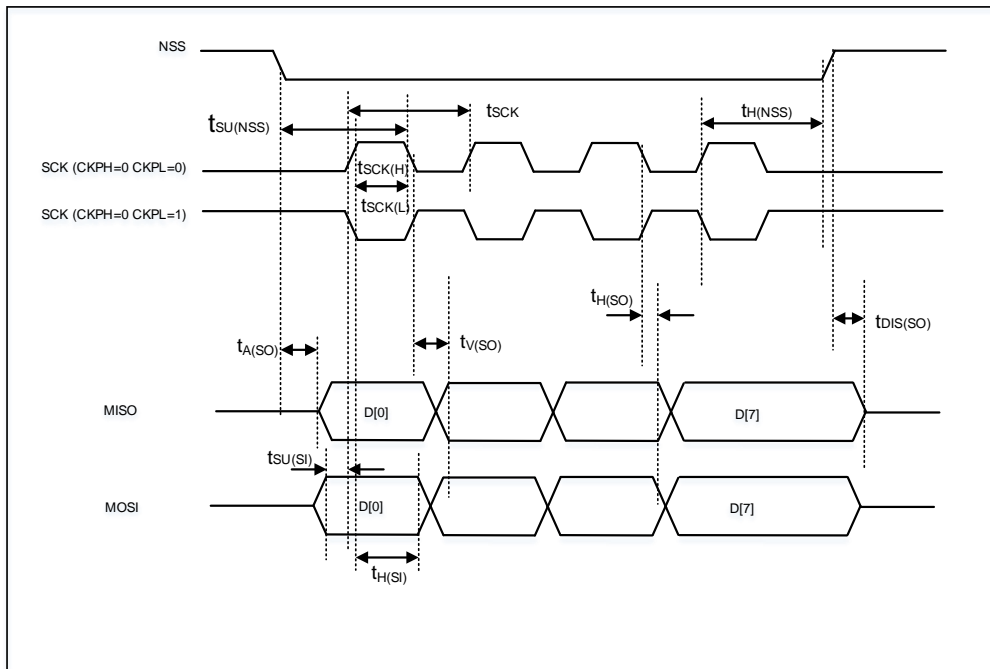 NSS
tSCK
tSU(NSS)
tH(NSS)
SCK (CKPH=0 CKPL=0)
tSCK(H)
tSCK(L)
SCK (CKPH=0 CKPL=1)
tH(SO)
tDIS(SO)
tA(SO)
tV(SO)
MISO
D[0]
D[7]
tSU(SI)
MOSI
D[0]
D[7]
tH(SI)